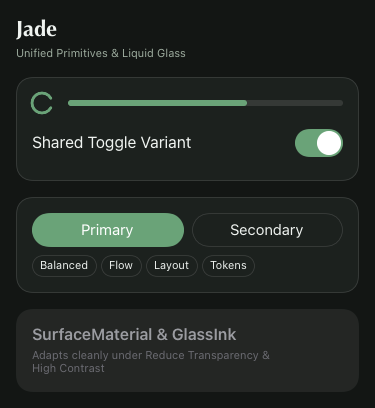 Jade
Unified Primitives & Liquid Glass
Shared Toggle Variant
Primary Secondary
Balanced Flow Layout Tokens
SurfaceMaterial & GlassInk
Adapts cleanly under Reduce Transparency &
High Contrast